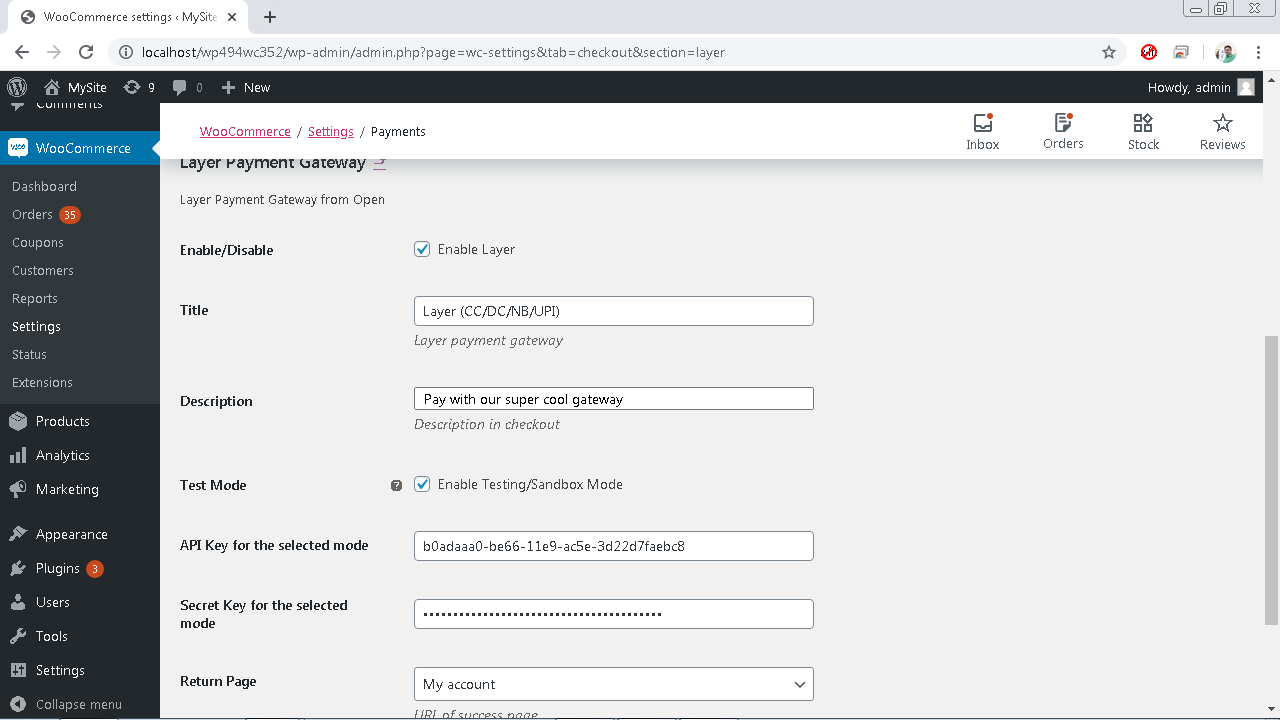 WooCommerce settings ‹ MySite
localhost/wp494wc352/wp-admin/admin.php?page=wc-settings&tab=checkout&section=layer
MySite 9 0 New Howdy, admin
Comments
WooCommerce
Dashboard
Orders 35
Coupons
Customers
Reports
Settings
Status
Extensions
Products
Analytics
Marketing
Appearance
Plugins 3
Users
Tools
Settings
Collapse menu
WooCommerce / Settings / Payments
Inbox Orders Stock Reviews
Layer Payment Gateway
Layer Payment Gateway from Open
Enable/Disable Enable Layer
Title Layer (CC/DC/NB/UPI)
Layer payment gateway
Description Pay with our super cool gateway
Description in checkout
Test Mode ? Enable Testing/Sandbox Mode
API Key for the selected mode b0adaaa0-be66-11e9-ac5e-3d22d7faebc8
Secret Key for the selected
mode
Return Page My account
URL of success page